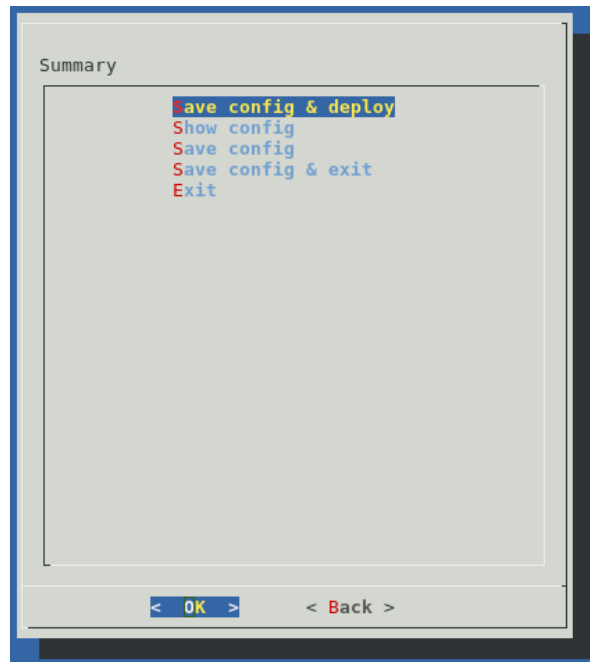 Summary
Save config & deploy
Show config
Save config
Save config & exit
Exit
< OK > < Back >